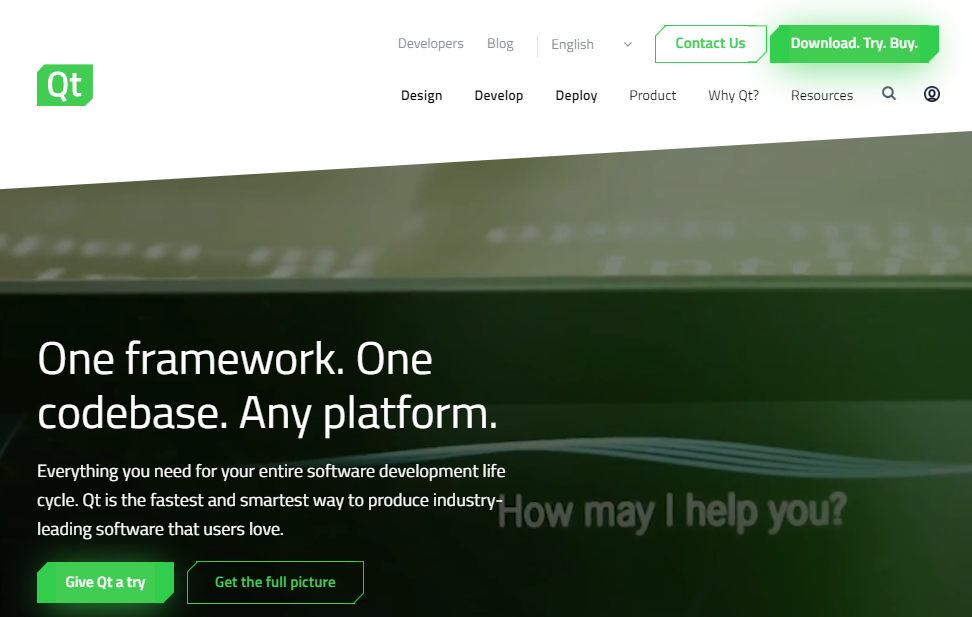 Developers Blog English Contact Us Download. Try. Buy.
Qt
Design Develop Deploy Product Why Qt? Resources
One framework. One
codebase. Any platform.
Everything you need for your entire software development life
cycle. Qt is the fastest and smartest way to produce industry-
leading software that users love.
How may I help you?
Give Qt a try Get the full picture